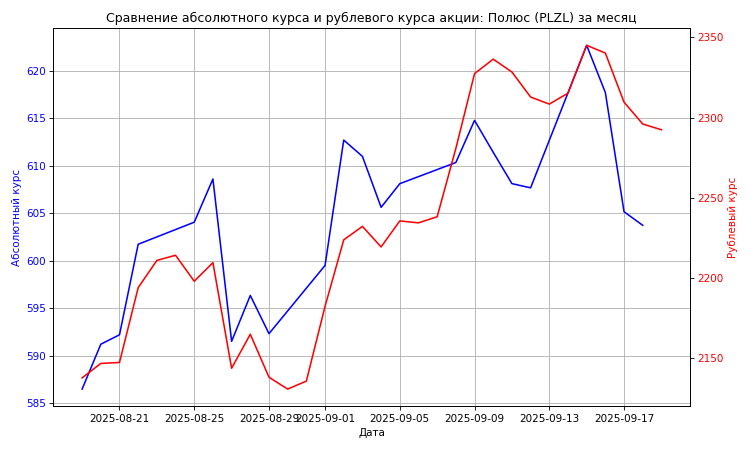 Сравнение абсолютного курса и рублевого курса акции: Полюс (PLZL) за месяц
Абсолютный курс
620
615
610
605
600
595
590
585
2350
2300
2250
2200
2150
Рублевый курс
2025-08-21 2025-08-25 2025-08-29 2025-09-01 2025-09-05 2025-09-09 2025-09-13 2025-09-17
Дата